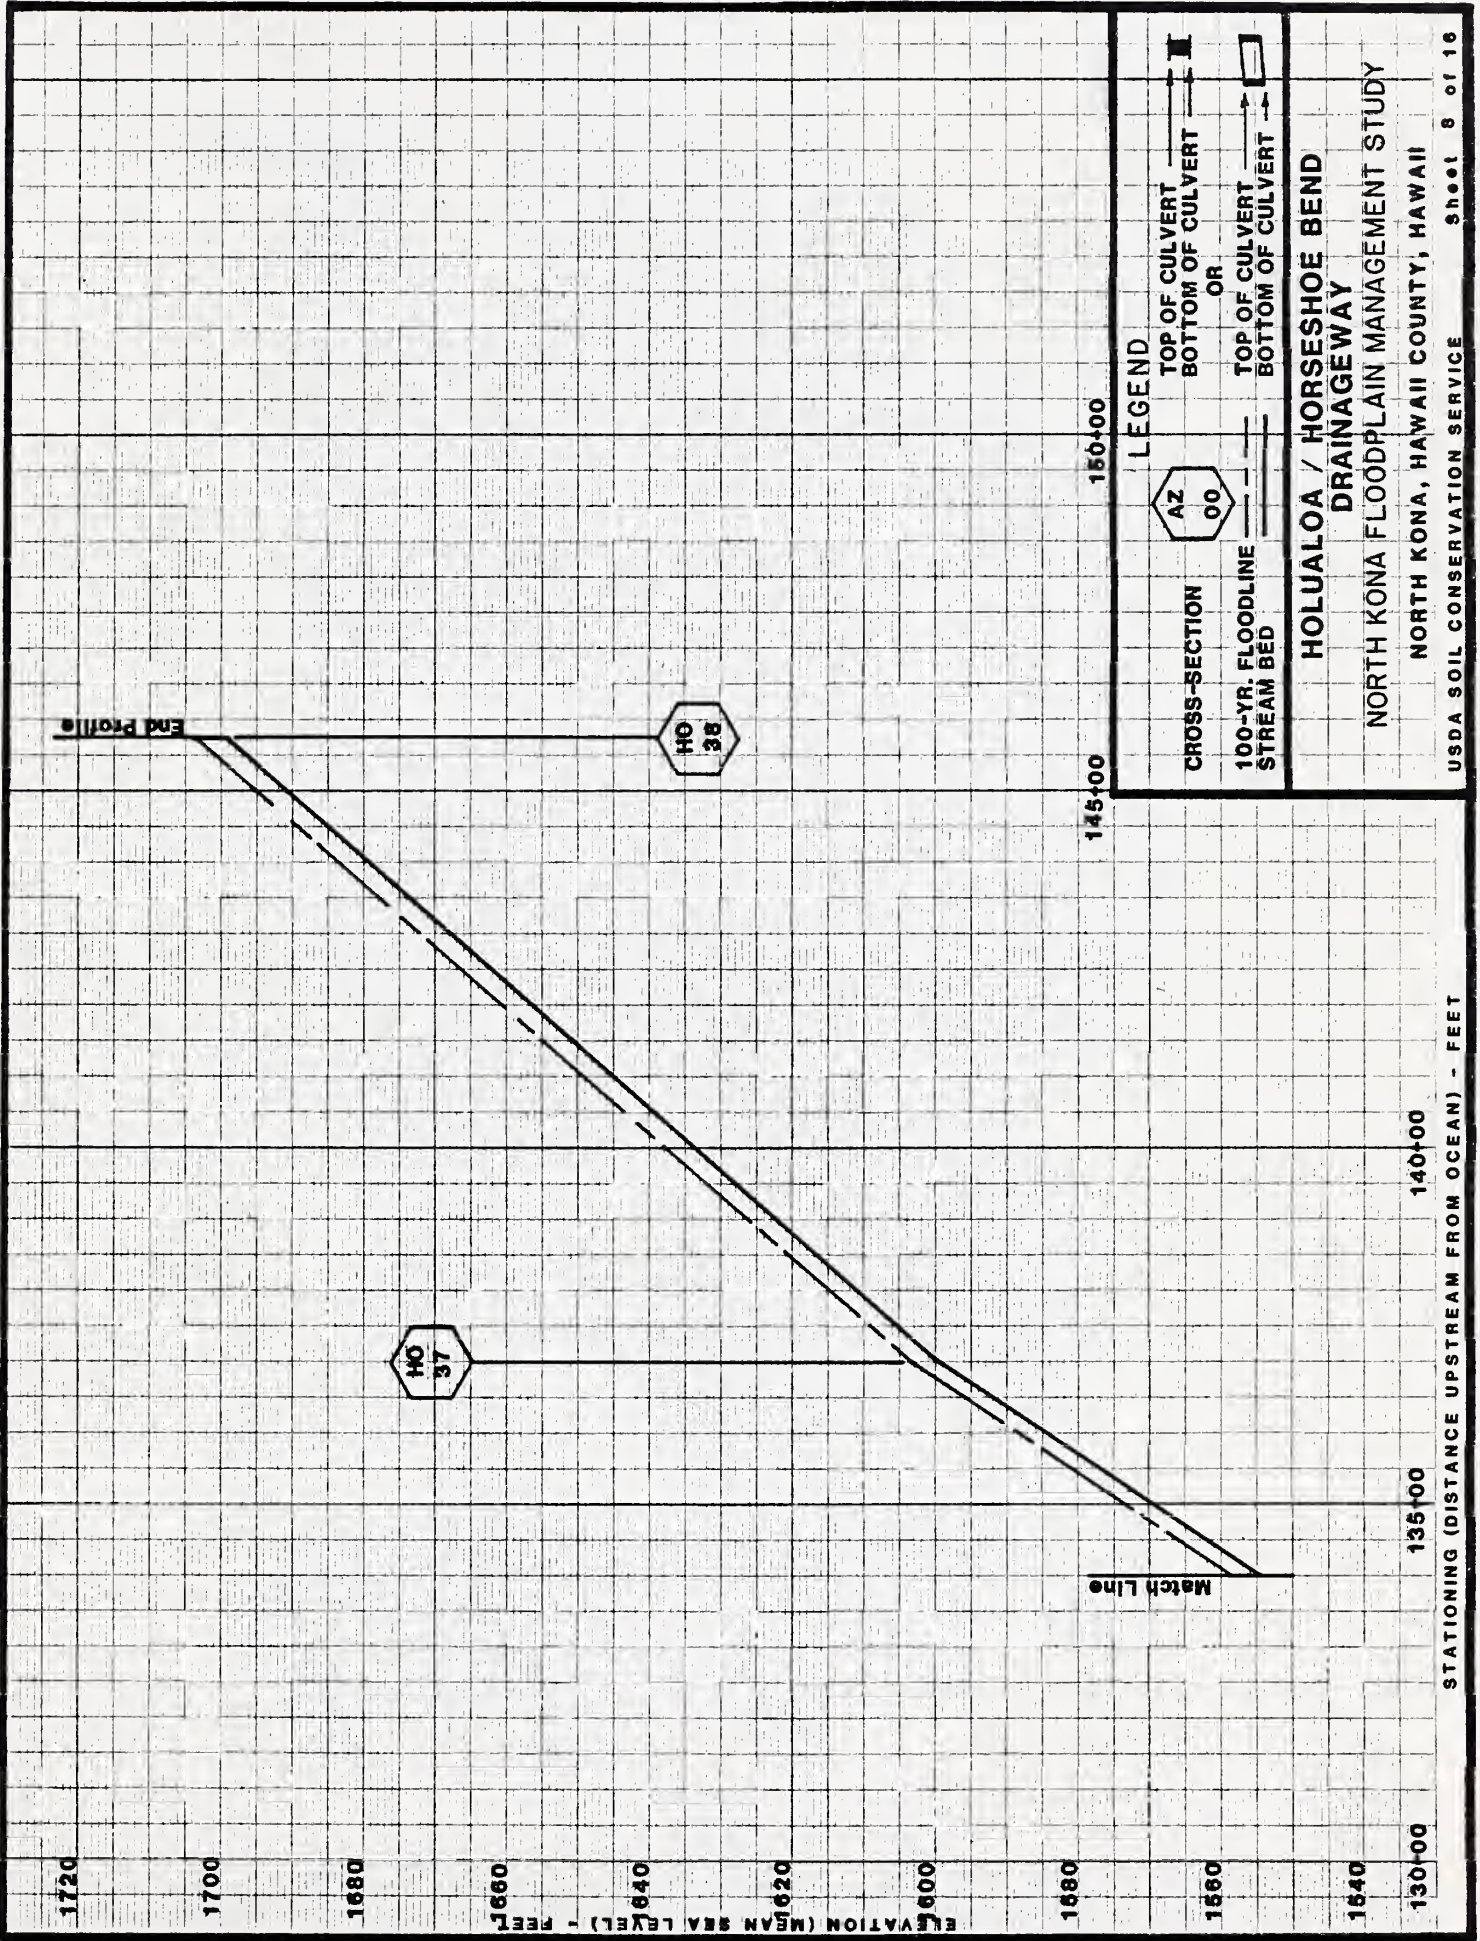 1720
1700
1680
1660
1640
1620
1600
1580
1560
1540
ELEVATION (MEAN SEA LEVEL) - FEET
130+00
135+00
140+00
145+00
150+00
STATIONING (DISTANCE UPSTREAM FROM OCEAN) - FEET
Match Line
HO
37
HO
38
End Profile
LEGEND
CROSS-SECTION
AZ
00
100-YR. FLOODLINE
STREAM BED
TOP OF CULVERT
BOTTOM OF CULVERT
OR
TOP OF CULVERT
BOTTOM OF CULVERT
HOLUALOA / HORSESHOE BEND
DRAINAGEWAY
NORTH KONA FLOODPLAIN MANAGEMENT STUDY
NORTH KONA, HAWAII COUNTY, HAWAII
USDA SOIL CONSERVATION SERVICE Sheet 8 of 16